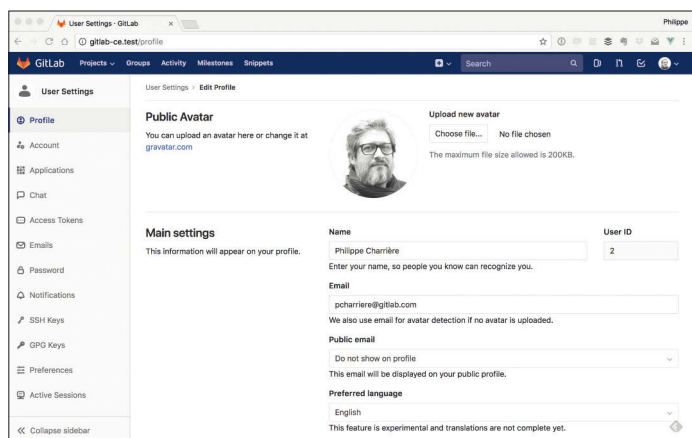 User Settings · GitLab
Philippe
gitlab-ce.test/profile
GitLab Projects Groups Activity Milestones Snippets Search
User Settings
Profile
Account
Applications
Chat
Access Tokens
Emails
Password
Notifications
SSH Keys
GPG Keys
Preferences
Active Sessions
Collapse sidebar
User Settings > Edit Profile
Public Avatar
You can upload an avatar here or change it at
gravatar.com
Upload new avatar
Choose file... No file chosen
The maximum file size allowed is 200KB.
Main settings
This information will appear on your profile.
Name
Philippe Charrière
Enter your name, so people you know can recognize you.
User ID
2
Email
pcharriere@gitlab.com
We also use email for avatar detection if no avatar is uploaded.
Public email
Do not show on profile
This email will be displayed on your public profile.
Preferred language
English
This feature is experimental and translations are not complete yet.